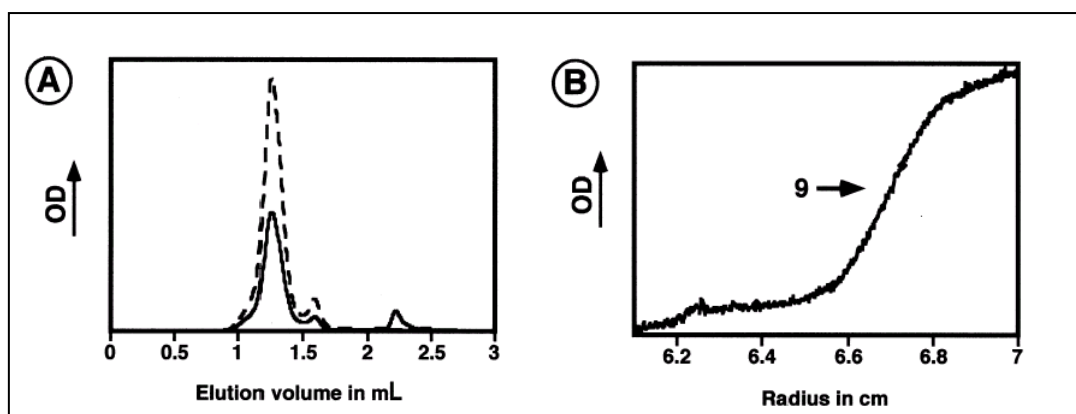 A
OD
0 0.5 1 1.5 2 2.5 3
Elution volume in mL
B
OD
9
6.2 6.4 6.6 6.8 7
Radius in cm